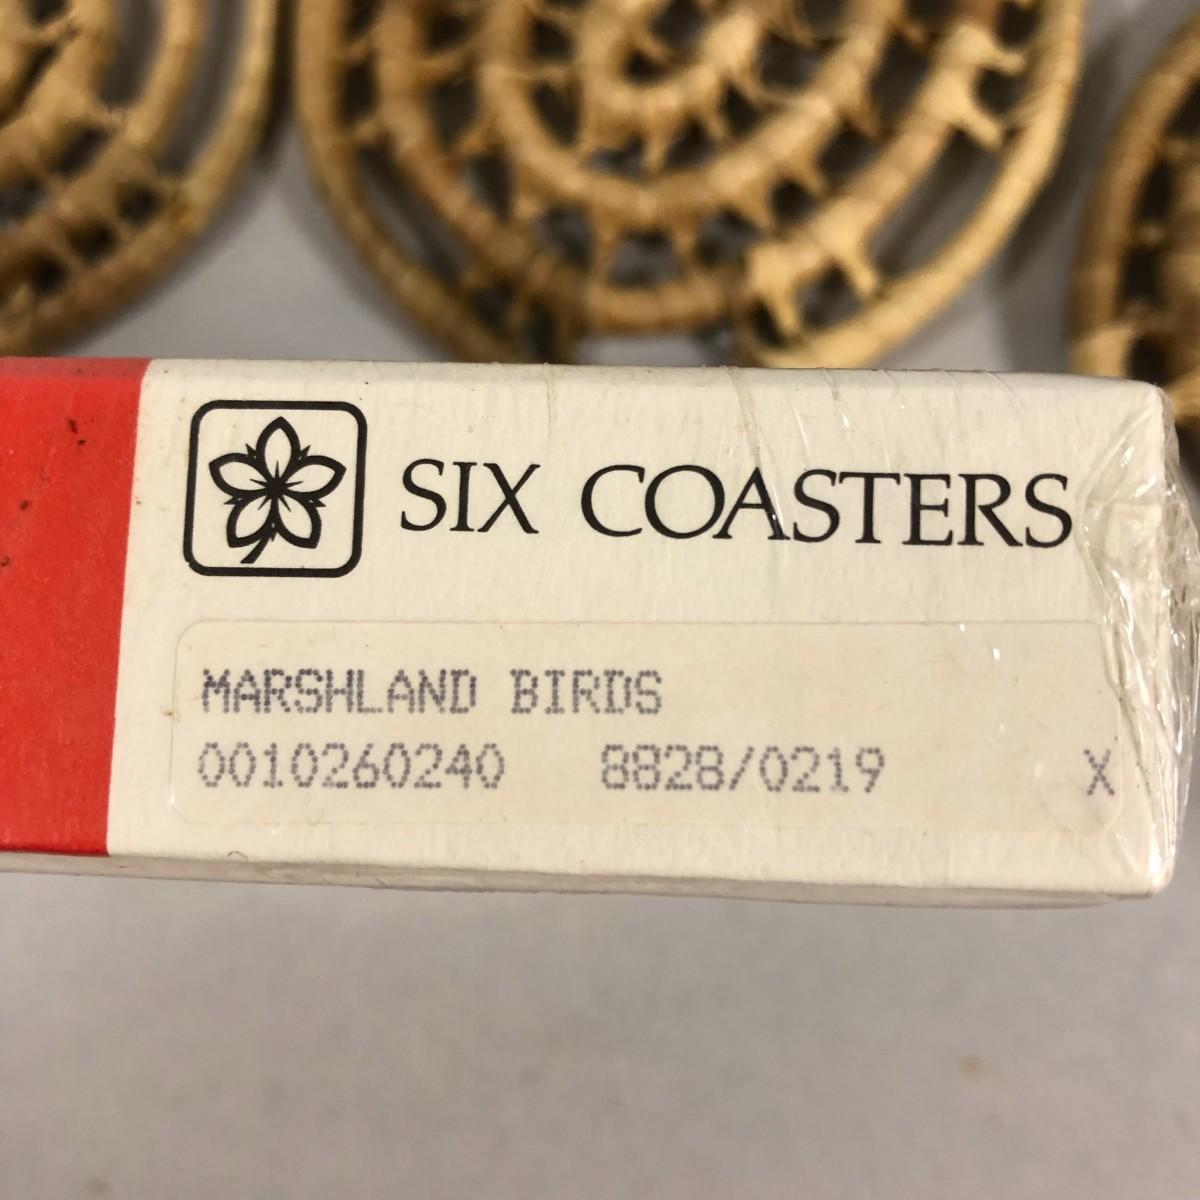 SIX COASTERS
MARSHLAND BIRDS
0010260240 8828/0219 X